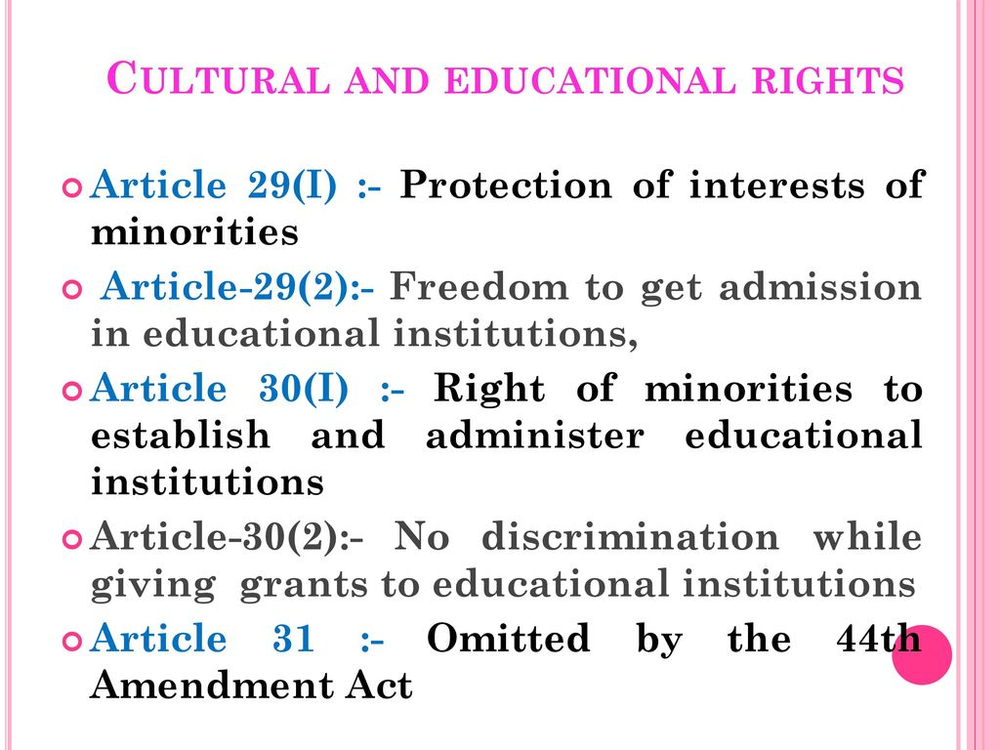 CULTURAL AND EDUCATIONAL RIGHTS
Article 29(I) :- Protection of interests of
minorities
Article-29(2):- Freedom to get admission
in educational institutions,
Article 30(I) :- Right of minorities to
establish and administer educational
institutions
Article-30(2):- No discrimination while
giving grants to educational institutions
Article 31 :- Omitted by the 44th
Amendment Act